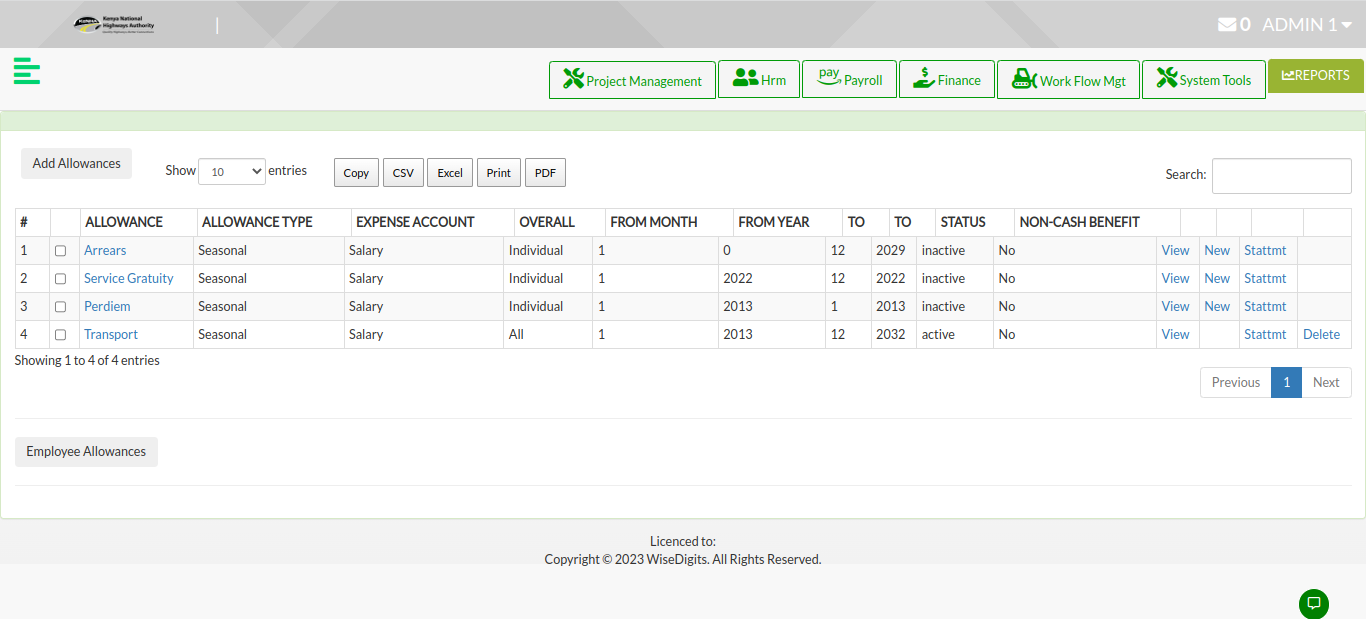 Kenya National
Highways Authority
0 ADMIN 1
Project Management Hrm pay Payroll $ Finance Work Flow Mgt System Tools REPORTS
Add Allowances Show 10 entries Copy CSV Excel Print PDF Search:
# ALLOWANCE ALLOWANCE TYPE EXPENSE ACCOUNT OVERALL FROM MONTH FROM YEAR TO TO STATUS NON-CASH BENEFIT
1 Arrears Seasonal Salary Individual 1 0 12 2029 inactive No View New Stattmt
2 Service Gratuity Seasonal Salary Individual 1 2022 12 2022 inactive No View New Stattmt
3 Perdiem Seasonal Salary Individual 1 2013 1 2013 inactive No View New Stattmt
4 Transport Seasonal Salary All 1 2013 12 2032 active No View Stattmt Delete
Showing 1 to 4 of 4 entries
Previous 1 Next
Employee Allowances
Licenced to:
Copyright © 2023 WiseDigits. All Rights Reserved.